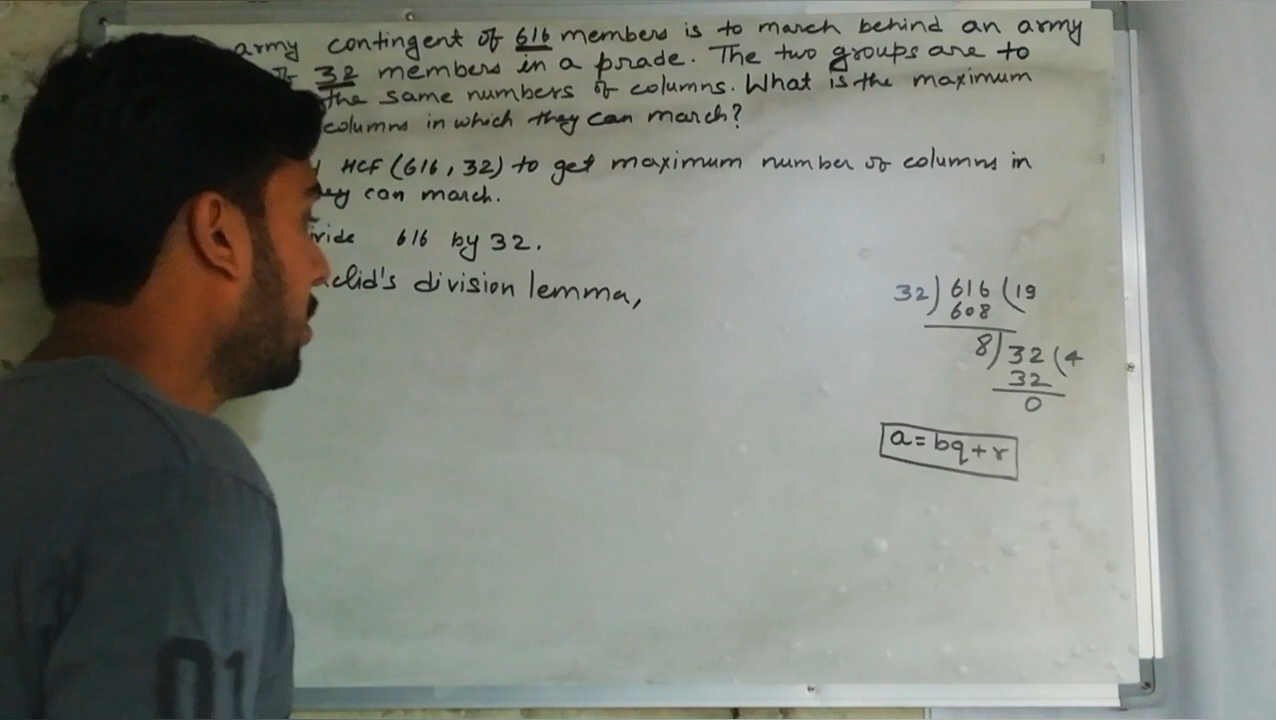 army contingent of 616 members is to march behind an army
32 members in a prade. The two groups are to
the same numbers of columns. What is the maximum
columns in which they can march?
HCF (616, 32) to get maximum number of columns in
can march.
616 by 32.
division lemma,
32) 616 (19
608
8) 32 (4
32
0
a = bq + r
01